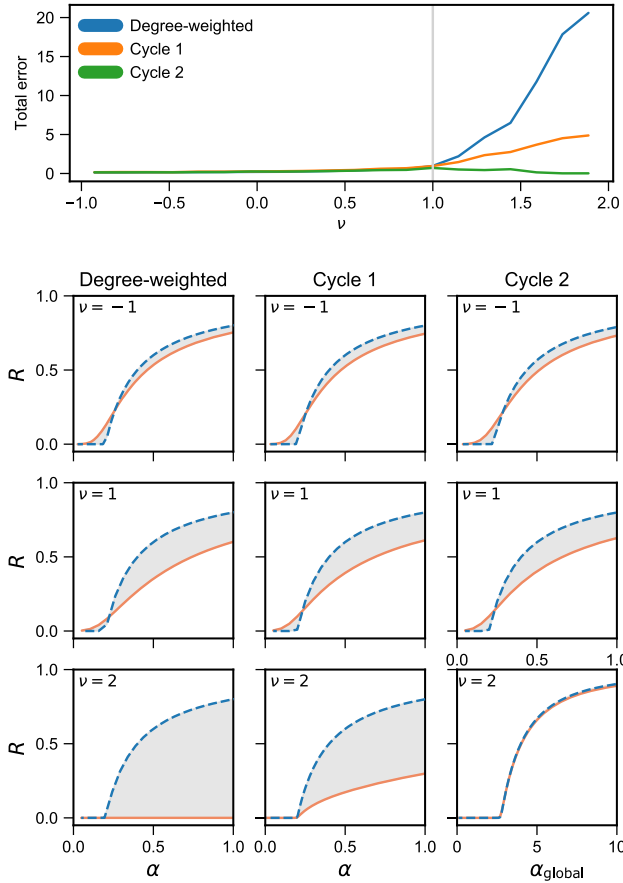 20
15
10
5
0
Total error
Degree-weighted
Cycle 1
Cycle 2
−1.0 −0.5 0.0 0.5 1.0 1.5 2.0
ν
Degree-weighted Cycle 1 Cycle 2
1.0
0.5
0.0
R
ν = −1 ν = −1 ν = −1
1.0
0.5
0.0
R
ν = 1 ν = 1 ν = 1
0.0 0.5 1.0
1.0
0.5
0.0
R
ν = 2 ν = 2 ν = 2
0.0 0.5 1.0 0.0 0.5 1.0 0 5 10
α α α_global